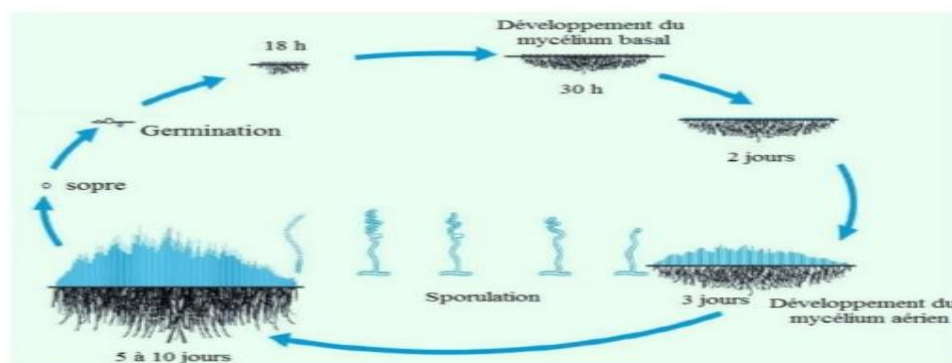 Développement du
mycélium basal
18 h
30 h
Germination
2 jours
sopre
Sporulation
3 jours
Développement du
mycélium aérien
5 à 10 jours